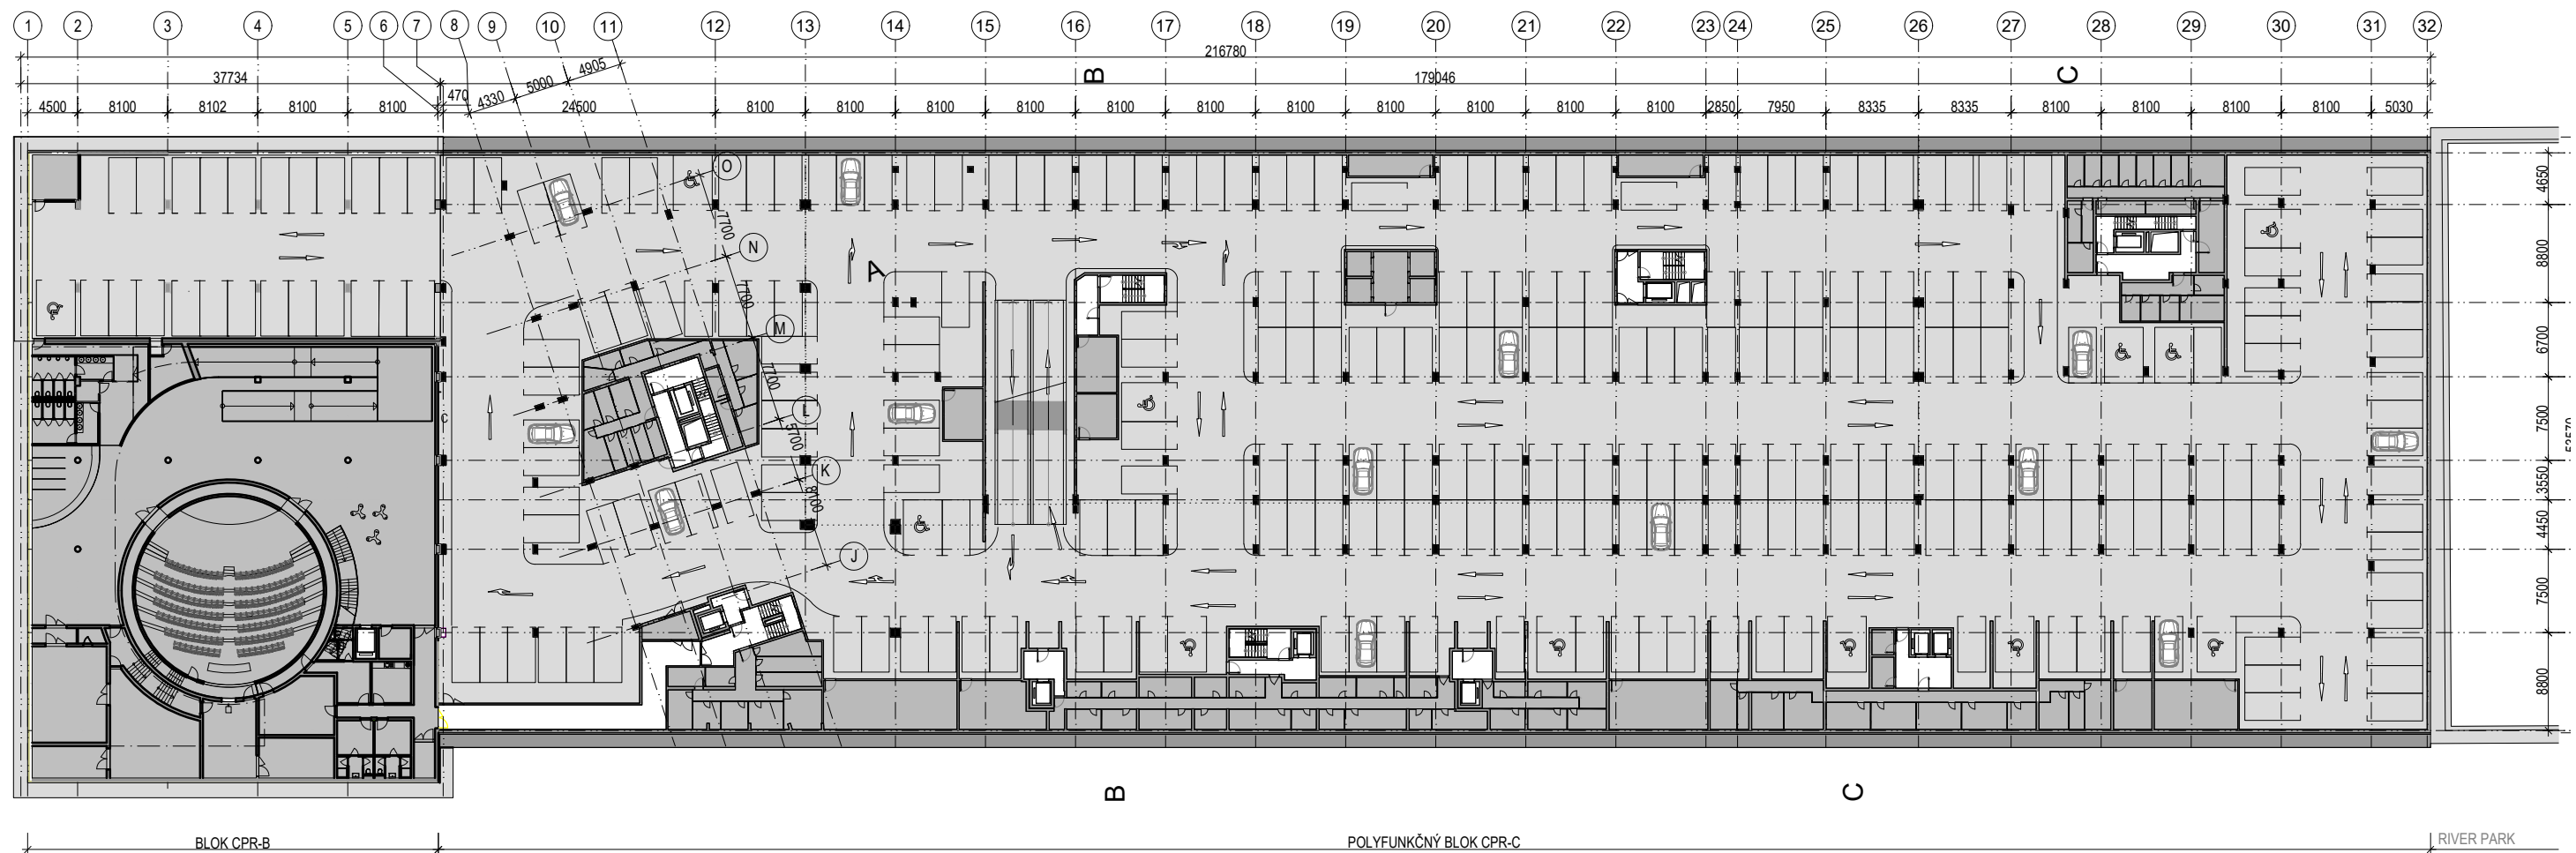 1 2 3 4 5 6 7 8 9 10 11 12 13 14 15 16 17 18 19 20 21 22 23 24 25 26 27 28 29 30 31 32
216780
37734 4905 5000 B 179046 C
470 4330
4500 8100 8102 8100 8100 24500 8100 8100 8100 8100 8100 8100 8100 8100 8100 8100 8100 2850 7950 8335 8335 8100 8100 8100 8100 5030
O
4650
7700
N
8800
A
7700
M
6700
7700
L
C
7500
5700
K
53570
3550
8100
4450
J
7500
8800
B C
BLOK CPR-B POLYFUNKČNÝ BLOK CPR-C RIVER PARK